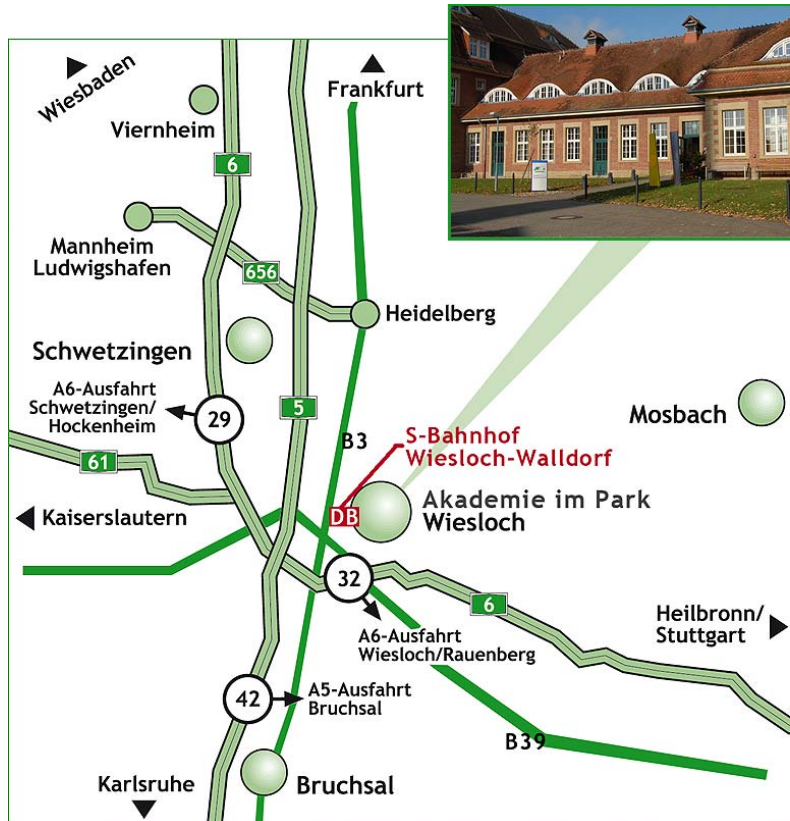 Wiesbaden
Frankfurt
Viernheim
6
Mannheim
Ludwigshafen
656
Heidelberg
Schwetzingen
A6-Ausfahrt
Schwetzingen/
Hockenheim
29
5
Mosbach
B3
S-Bahnhof
Wiesloch-Walldorf
61
Kaiserslautern
DB
Akademie im Park
Wiesloch
32
6
A6-Ausfahrt
Wiesloch/Rauenberg
Heilbronn/
Stuttgart
42
A5-Ausfahrt
Bruchsal
B39
Karlsruhe
Bruchsal